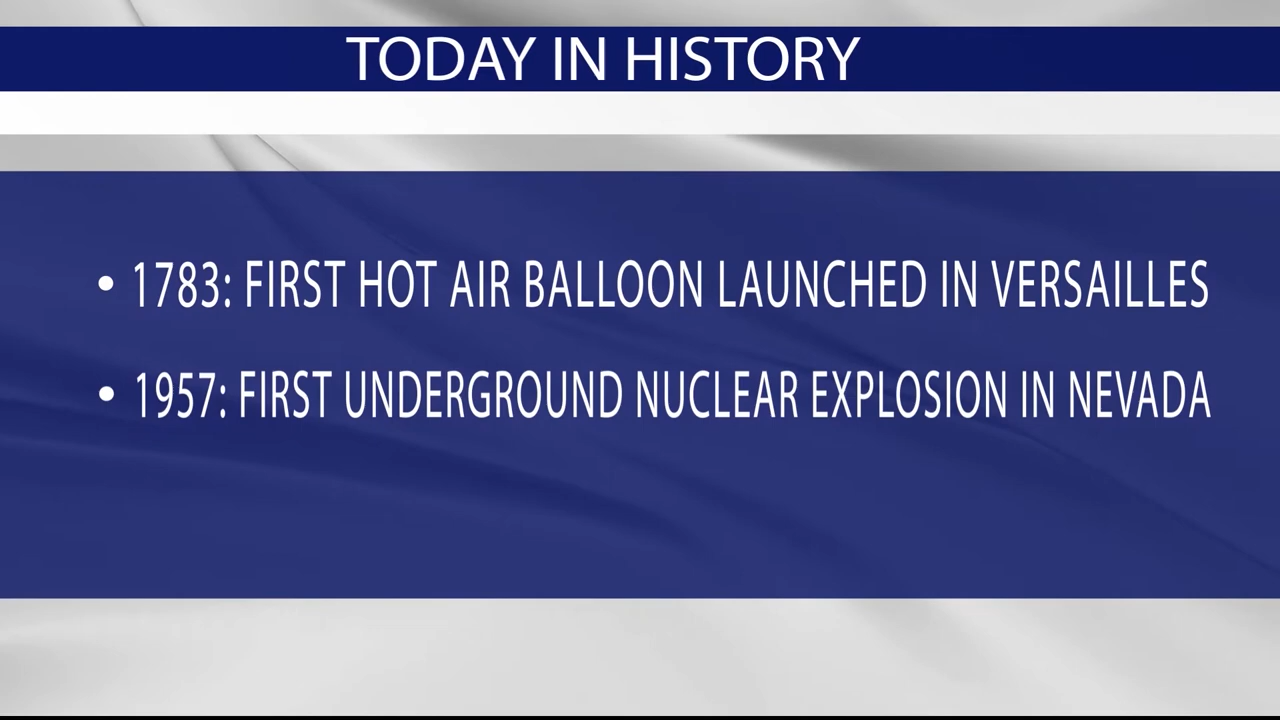 TODAY IN HISTORY
• 1783: FIRST HOT AIR BALLOON LAUNCHED IN VERSAILLES
• 1957: FIRST UNDERGROUND NUCLEAR EXPLOSION IN NEVADA